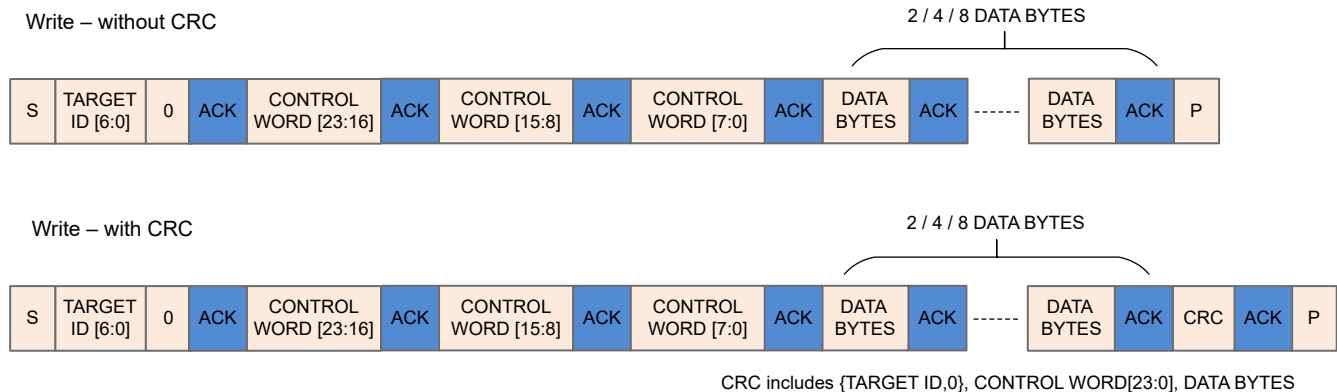 Write – without CRC
2 / 4 / 8 DATA BYTES
S
TARGET
ID [6:0]
0
ACK
CONTROL
WORD [23:16]
ACK
CONTROL
WORD [15:8]
ACK
CONTROL
WORD [7:0]
ACK
DATA
BYTES
ACK
DATA
BYTES
ACK
P
Write – with CRC
2 / 4 / 8 DATA BYTES
S
TARGET
ID [6:0]
0
ACK
CONTROL
WORD [23:16]
ACK
CONTROL
WORD [15:8]
ACK
CONTROL
WORD [7:0]
ACK
DATA
BYTES
ACK
DATA
BYTES
ACK
CRC
ACK
P
CRC includes {TARGET ID,0}, CONTROL WORD[23:0], DATA BYTES